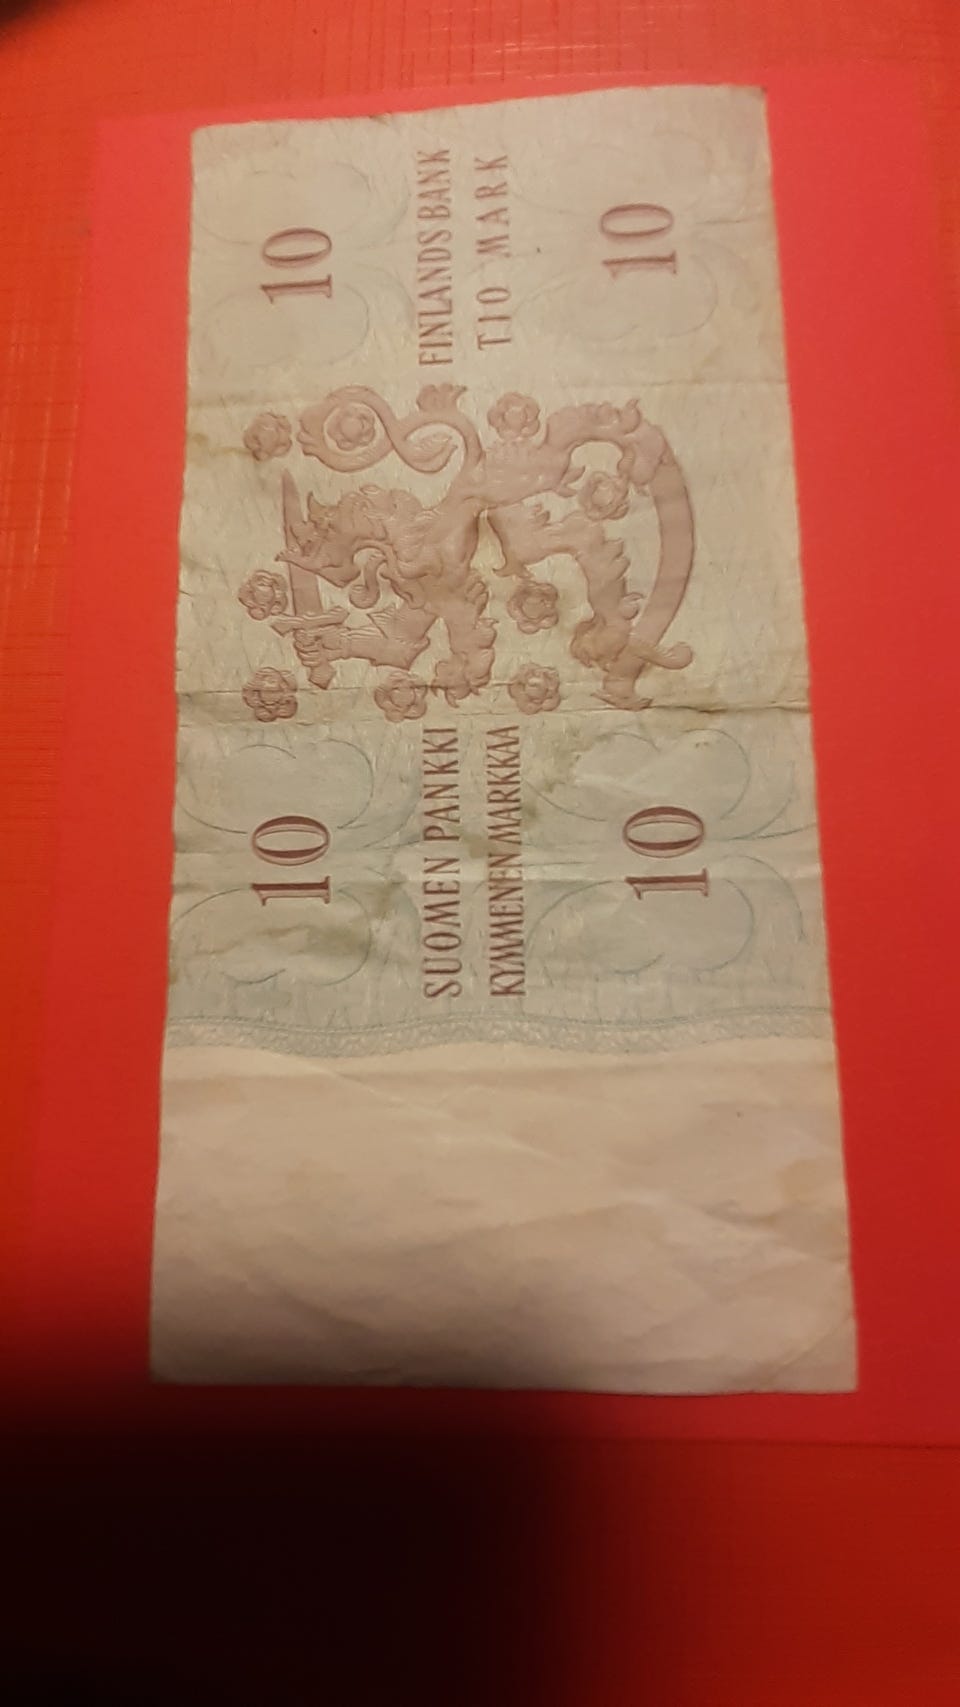 10
10
SUOMEN PANKKI
KYMMENEN MARKKAA
10
10
FINLANDS BANK
TIO MARK